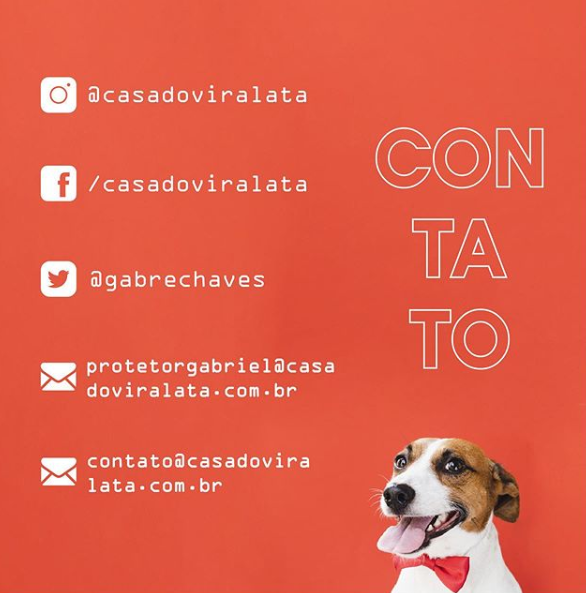 @casadoviralata
/casadoviralata
@gabrechaves
protetorgabriel@casa
doviralata.com.br
contato@casadovira
lata.com.br
CON
TA
TO